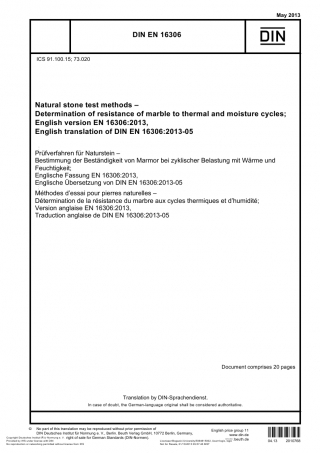 May 2013
DIN EN 16306
DIN
ICS 91.100.15; 73.020
Natural stone test methods –
Determination of resistance of marble to thermal and moisture cycles;
English version EN 16306:2013,
English translation of DIN EN 16306:2013-05
Prüfverfahren für Naturstein –
Bestimmung der Beständigkeit von Marmor bei zyklischer Belastung mit Wärme und
Feuchtigkeit;
Englische Fassung EN 16306:2013,
Englische Übersetzung von DIN EN 16306:2013-05
Méthodes d'essai pour pierres naturelles –
Détermination de la résistance du marbre aux cycles thermiques et d'humidité;
Version anglaise EN 16306:2013,
Traduction anglaise de DIN EN 16306:2013-05
Document comprises 20 pages
Translation by DIN-Sprachendienst.
In case of doubt, the German-language original shall be considered authoritative.
No part of this translation may be reproduced without prior permission of
DIN Deutsches Institut für Normung e. V., Berlin. Beuth Verlag GmbH, 10772 Berlin, Germany,
right of sale for German Standards (DIN-Normen).
English price group 11
www.din.de
www.beuth.de
04.13